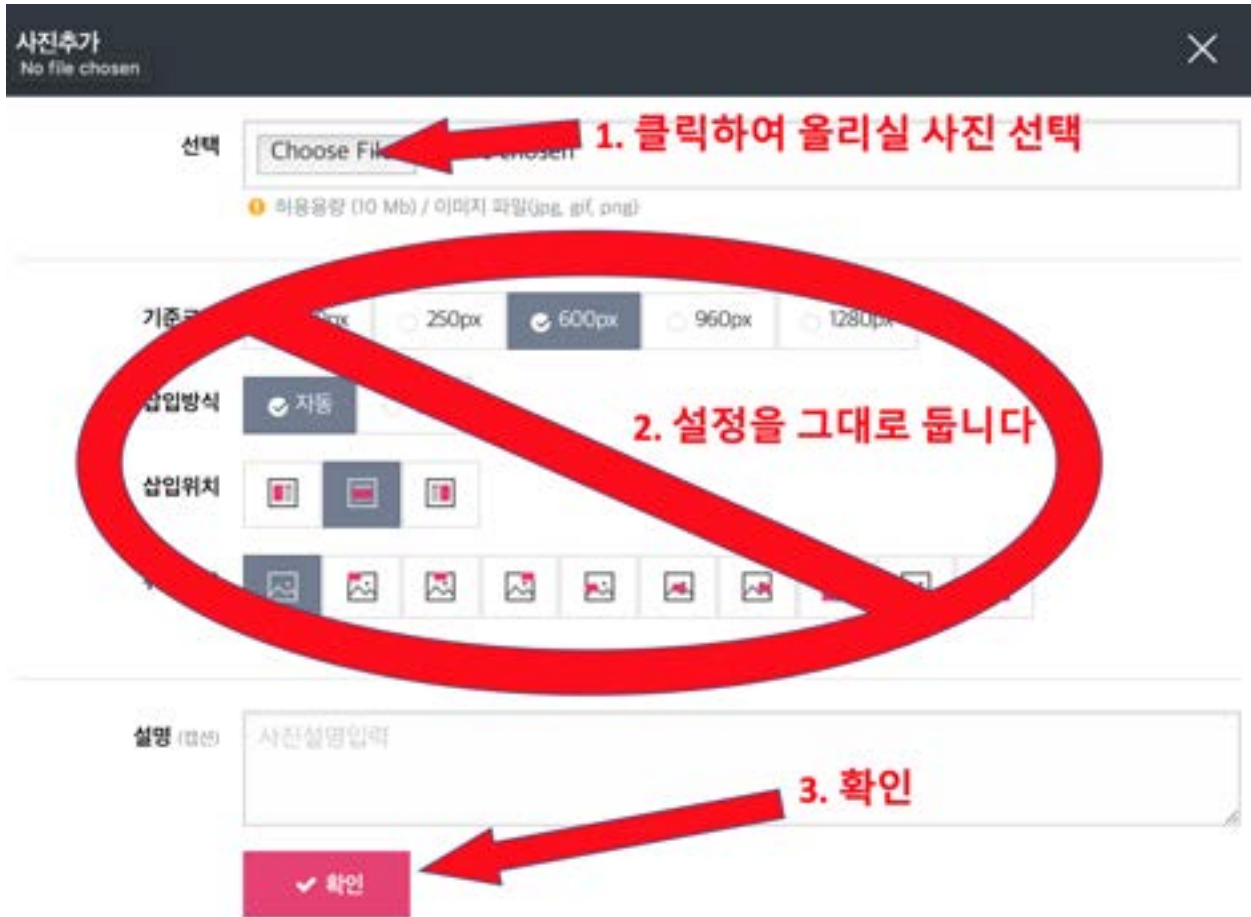 사진추가
No file chosen
선택
Choose File
1. 클릭하여 올리실 사진 선택
허용용량 (10 Mb) / 이미지 파일(jpg, gif, png)
250px 600px 960px 1280px
삽입방식
자동
2. 설정을 그대로 둡니다
삽입위치
설명 (캡션)
사진설명입력
3. 확인
확인